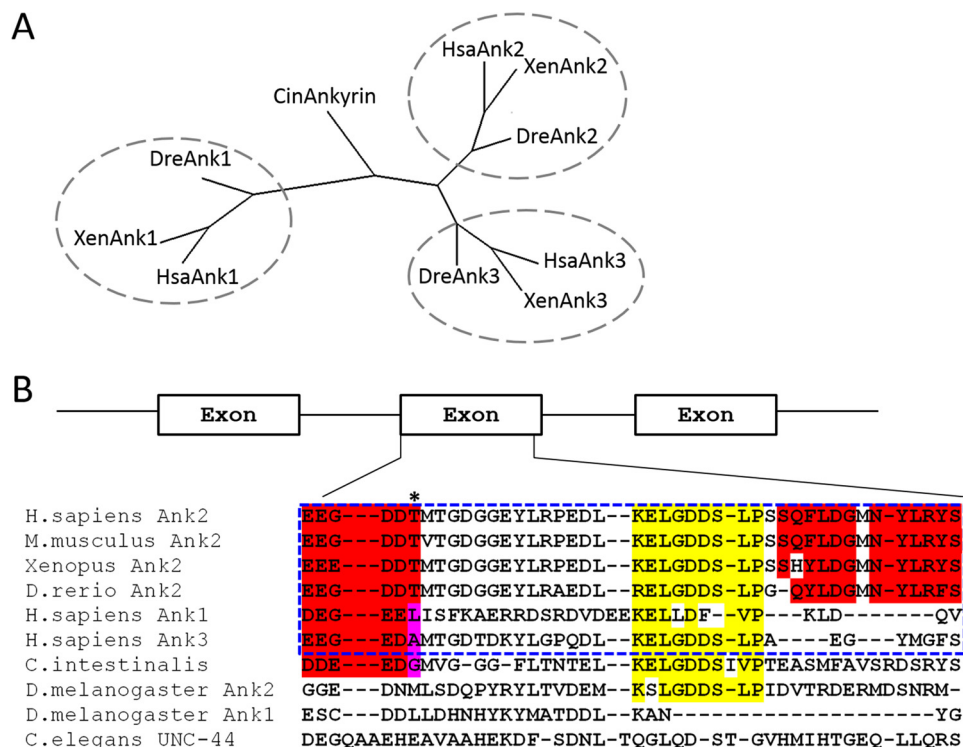 A
HsaAnk2
XenAnk2
CinAnkyrin
DreAnk2
DreAnk1
XenAnk1
HsaAnk1
DreAnk3
HsaAnk3
XenAnk3
B
Exon Exon Exon
*
H.sapiens Ank2 EEG---DDTMTGDGGEYLRPEDL--KELGDDS-LPSSQFLDGMN-YLRYS
M.musculus Ank2 EEG---DDTVTGDGGEYLRPEDL--KELGDDS-LPSSQFLDGMN-YLRYS
Xenopus Ank2 EEE---DDTMTGDGGEYLRPEDL--KELGDDS-LPSSHYLDGMN-YLRYS
D.rerio Ank2 EEG---DDTMTGDGGEYLRAEDL--RELGDDS-LPG-QYLDGMN-YLRFS
H.sapiens Ank1 DEG---EELISFKAERRDSRDVDEEKELLDF--VP--KLD-----QV
H.sapiens Ank3 EEG---EDAMTGDTDKYLGPQDL--KELGDDS-LPA---EG---YMGFS
C.intestinalis DDE---EDGMVG-GG-FLTNTEL--KELGDDSIVPTEASMFAVSRDSRYS
D.melanogaster Ank2 GGE---DNMLSDQPYRYLTVDEM--KSLGDDS-LPIDVTRDERMDSNRM-
D.melanogaster Ank1 ESC---DDLLDHNHYKYMATDDL--KAN---------------------YG
C.elegans UNC-44 DEGQAAEHEAVAAHEKDF-SDNL-TQGLQD-ST-GVHMIHTGEQ-LLQRS